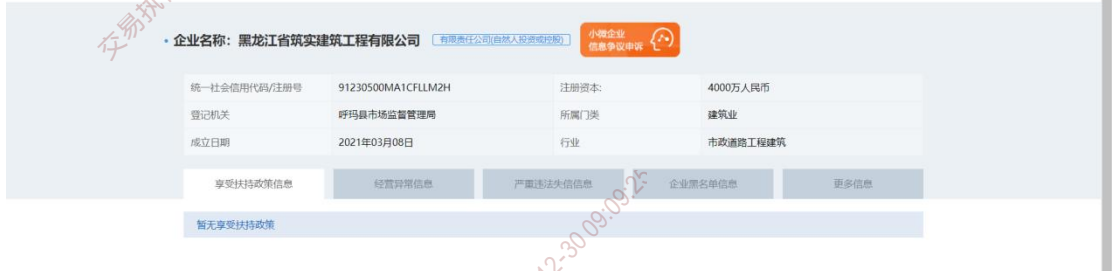 交易执
• 企业名称：黑龙江省筑实建筑工程有限公司 有限责任公司(自然人投资或控股) 小微企业
信息争议申诉
统一社会信用代码/注册号 91230500MA1CFLLM2H 注册资本: 4000万人民币
登记机关 呼玛县市场监督管理局 所属门类 建筑业
成立日期 2021年03月08日 行业 市政道路工程建筑
享受扶持政策信息 经营异常信息 严重违法失信信息 企业黑名单信息 更多信息
暂无享受扶持政策
12-30 09:09:25